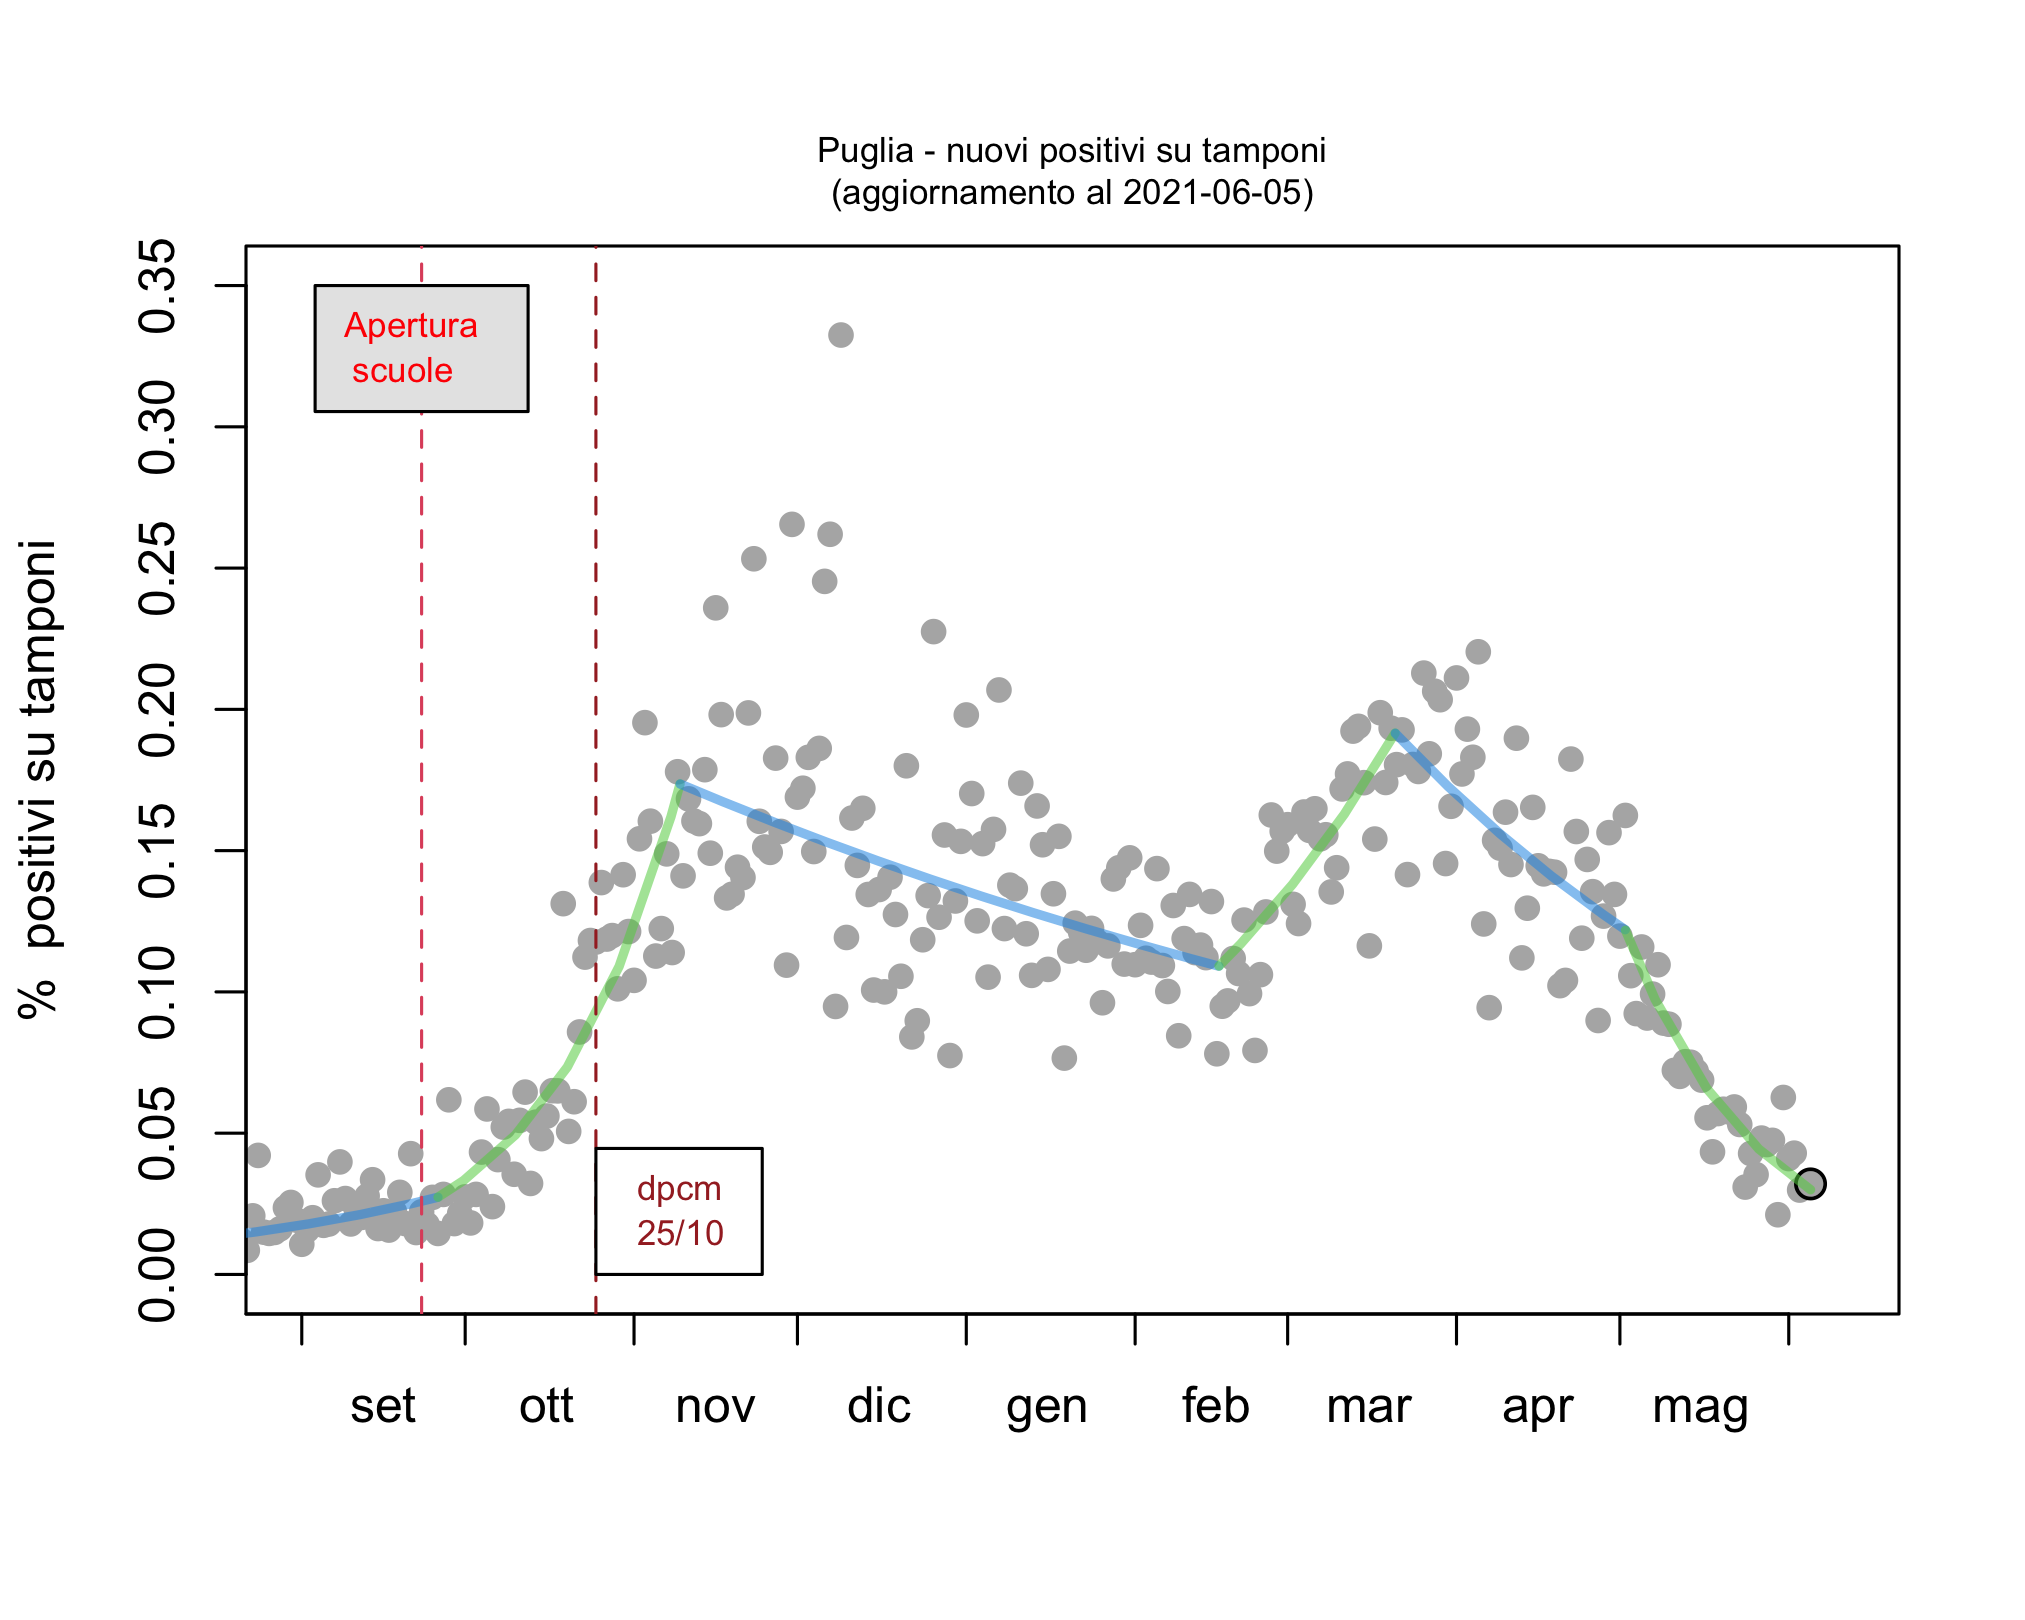 Puglia - nuovi positivi su tamponi
(aggiornamento al 2021-06-05)
% positivi su tamponi
0.35
0.30
0.25
0.20
0.15
0.10
0.05
0.00
Apertura
scuole
dpcm
25/10
set ott nov dic gen feb mar apr mag